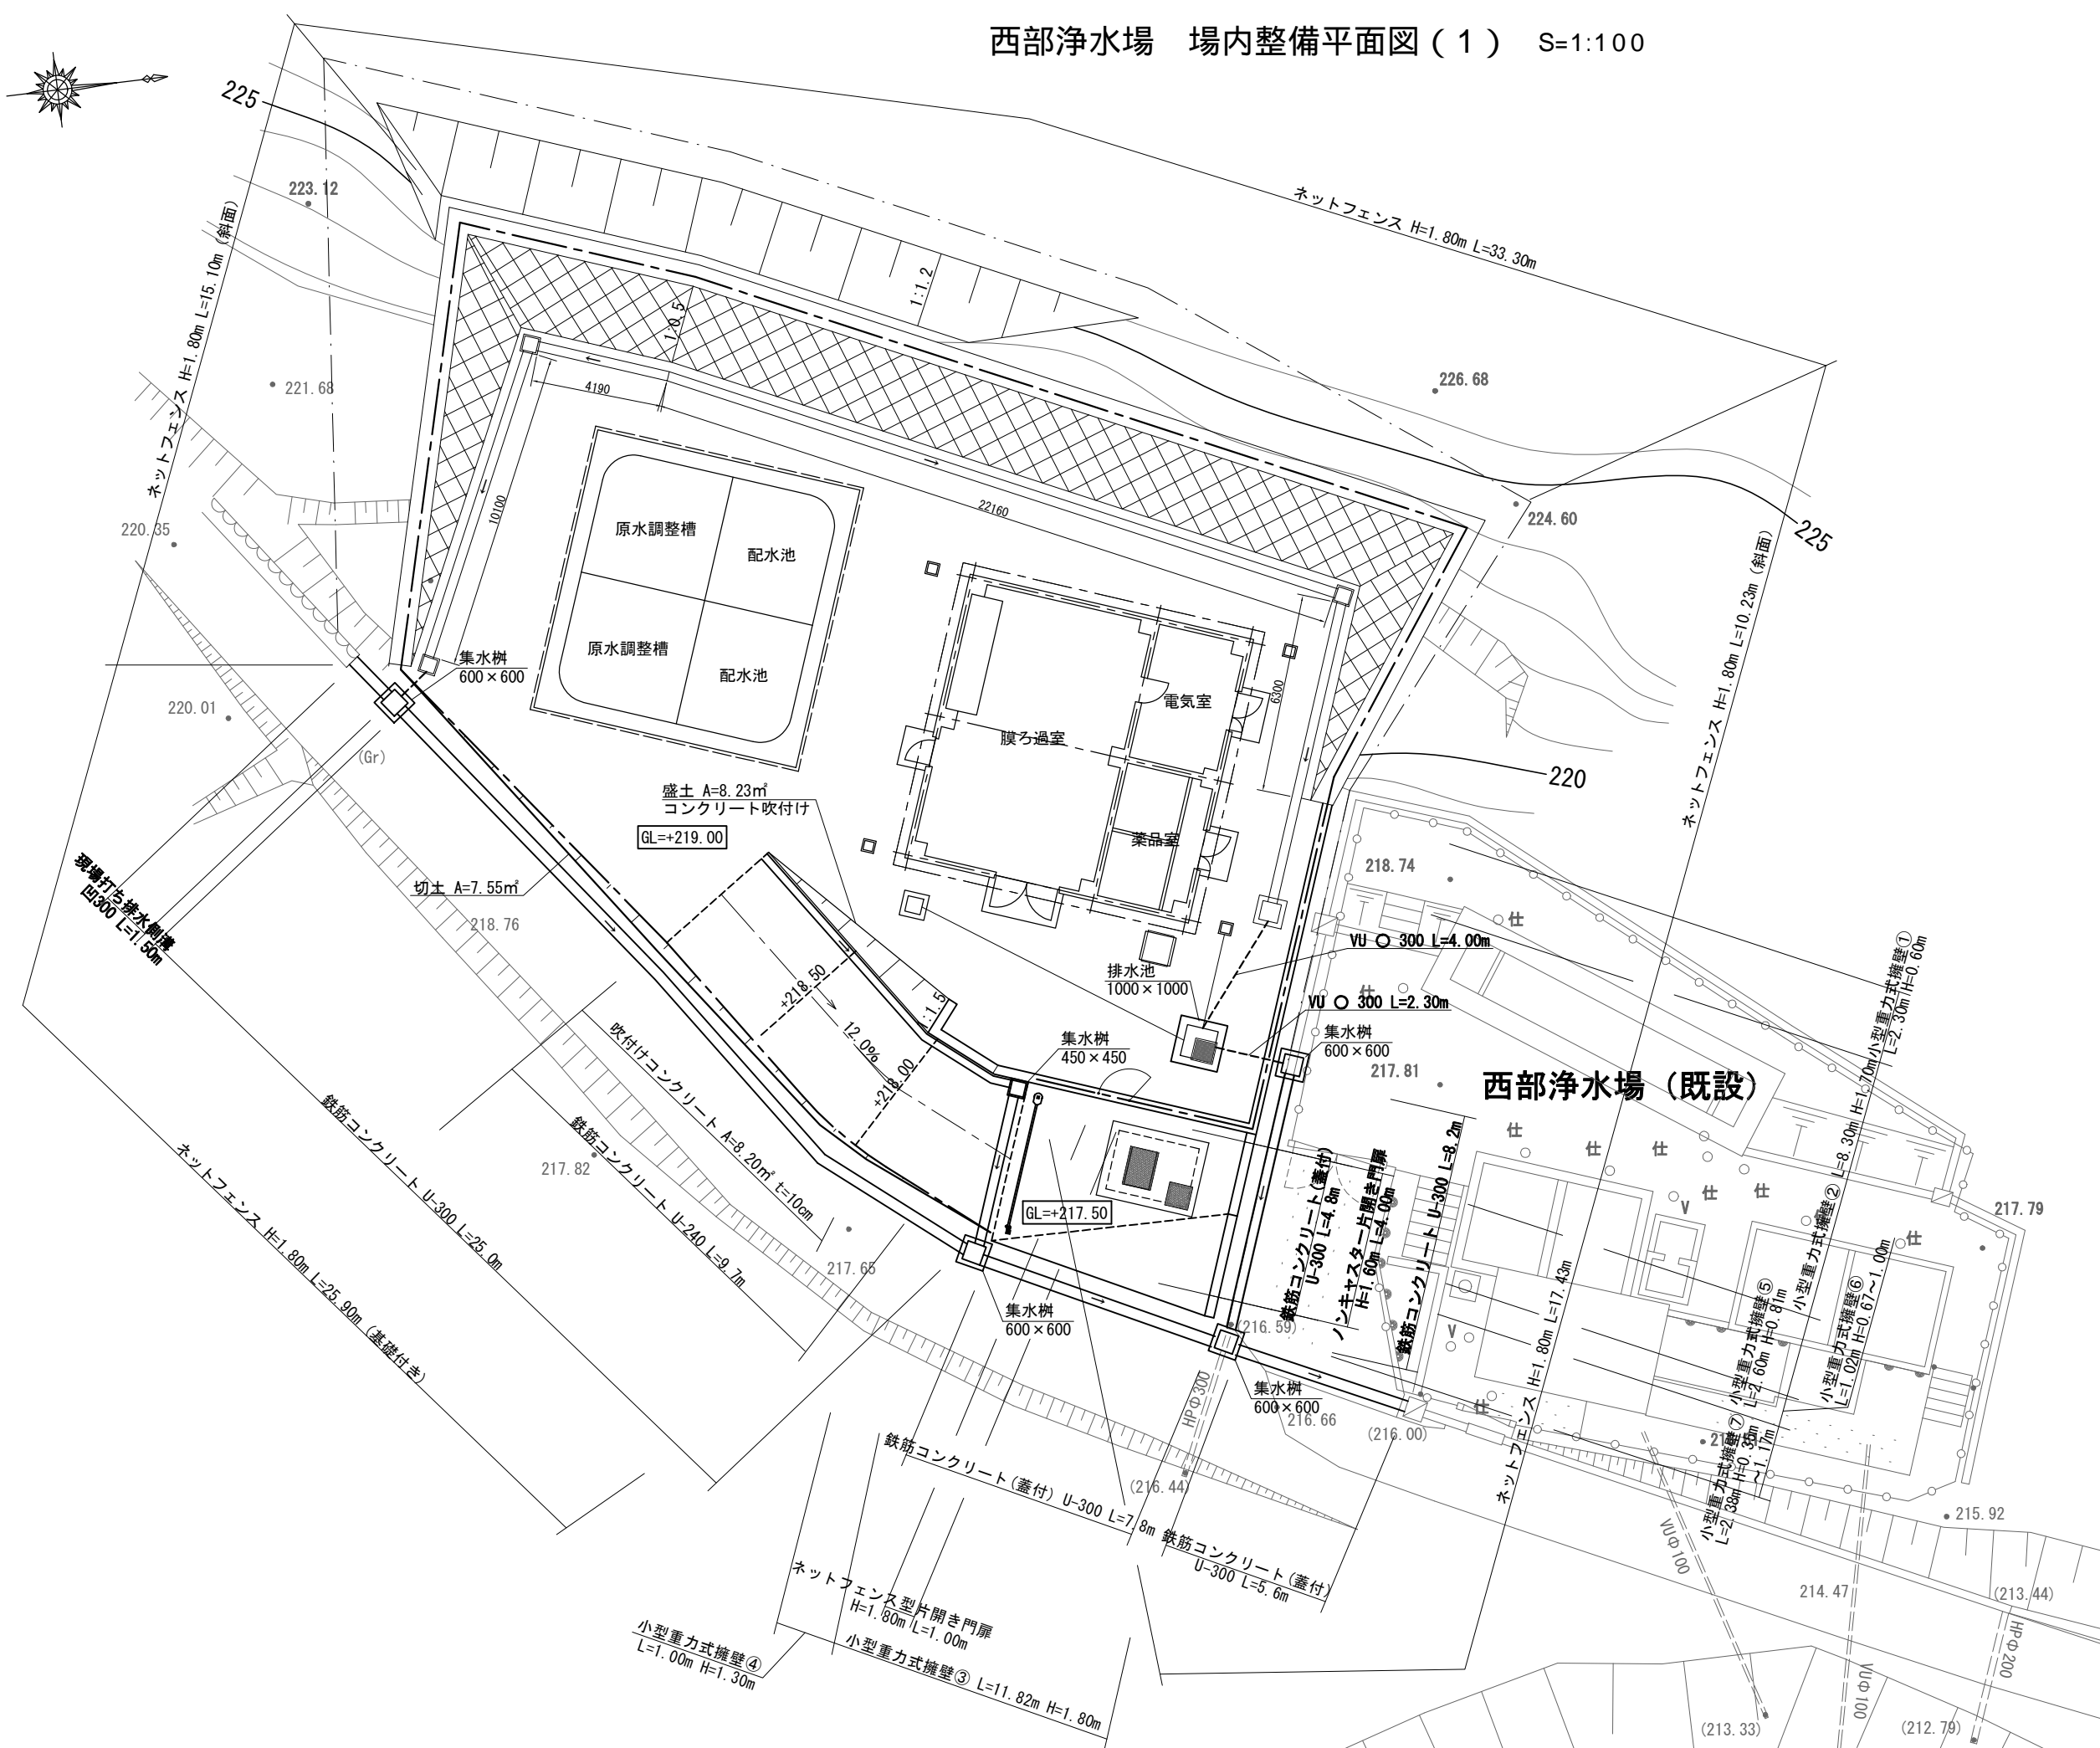 西部浄水場　場内整備平面図（１）　S=1:100
225
223.12
ネットフェンス H=1.80m L=15.10m（斜面）
ネットフェンス H=1.80m L=33.30m
1:1.2
1:0.5
221.68
4190
226.68
10100
22160
224.60
225
220.35
原水調整槽
配水池
原水調整槽
配水池
ネットフェンス H=1.80m L=10.23m（斜面）
集水桝
600×600
220.01
(Gr)
電気室
膜ろ過室
薬品室
6300
220
盛土 A=8.23㎡
コンクリート吹付け
GL=+219.00
切土 A=7.55㎡
218.76
現場打ち排水側溝
凹300 L=1.50m
218.74
仕
VU ○ 300 L=4.00m
排水池
1000×1000
仕
VU ○ 300 L=2.30m
+218.50
12.0%
+218.00
1:1.5
集水桝
450×450
集水桝
600×600
217.81
西部浄水場（既設）
小型重力式擁壁①
L=2.30m H=0.60m
小型重力式擁壁② L=8.30m H=1.70m
吹付けコンクリート A=8.20㎡ t=10cm
鉄筋コンクリート U-300 L=25.0m
鉄筋コンクリート U-240 L=9.7m
ネットフェンス H=1.80m L=25.90m（基礎付き）
217.82
217.65
GL=+217.50
鉄筋コンクリート(蓋付)
U-300 L=4.8m
ノンキャスター片開き門扉
H=1.60m L=4.00m
鉄筋コンクリート U-300 L=8.2m
仕
仕
仕
仕
仕
V
217.79
仕
集水桝
600×600
(216.59)
集水桝
600×600
216.66
(216.00)
V
仕
HPΦ300
(216.44)
ネットフェンス H=1.80m L=17.43m
小型重力式擁壁⑤
L=2.60m H=0.81m
小型重力式擁壁⑥
L=1.02m H=0.67～1.00m
小型重力式擁壁⑦
L=2.38m H=0.35m
～1.17m
215.92
鉄筋コンクリート(蓋付) U-300 L=7.8m
鉄筋コンクリート(蓋付)
U-300 L=5.6m
VUΦ100
214.47
(213.44)
HPΦ200
VUΦ100
(213.33)
(212.79)
ネットフェンス型片開き門扉
H=1.80m L=1.00m
小型重力式擁壁④
L=1.00m H=1.30m
小型重力式擁壁③ L=11.82m H=1.80m